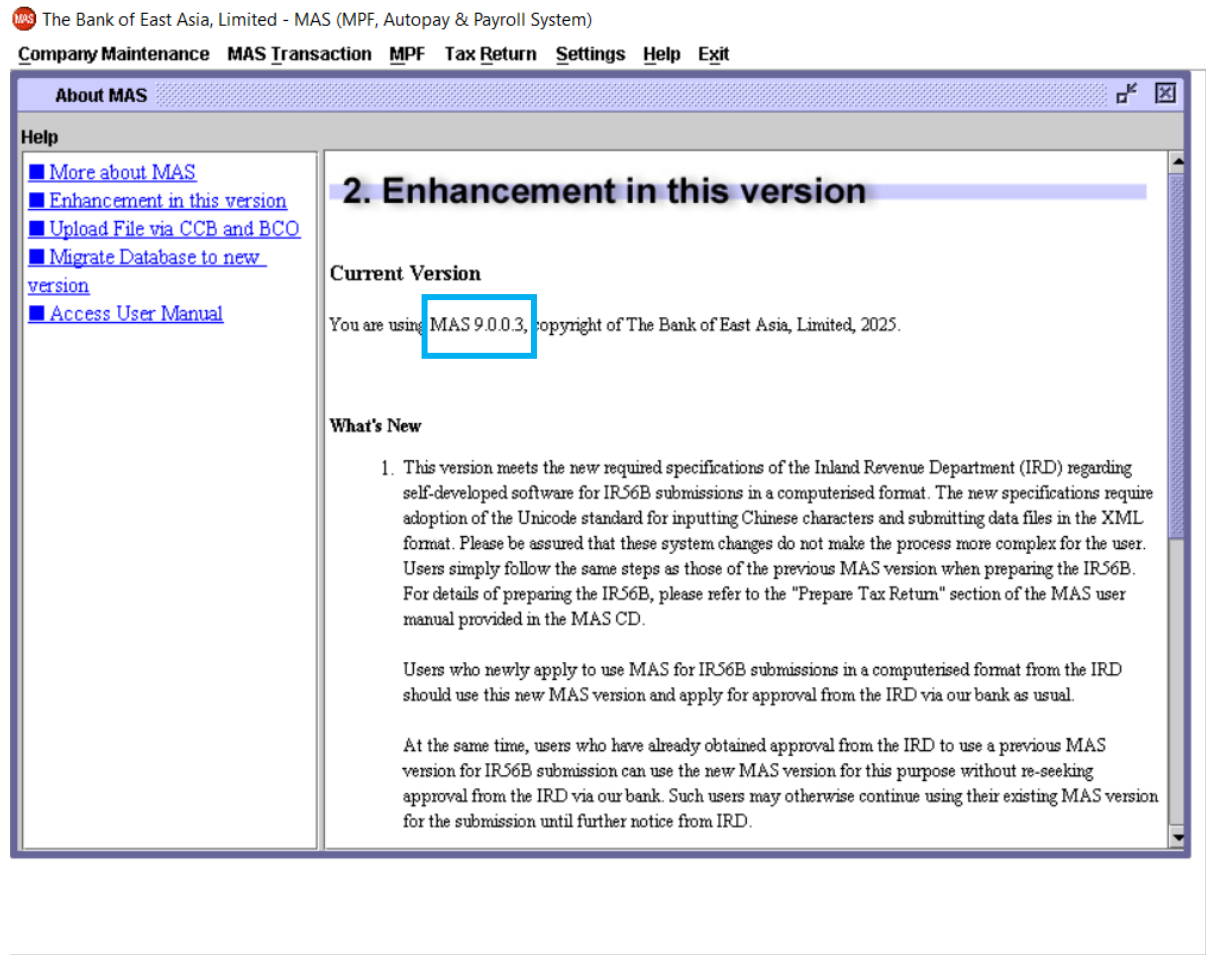 The Bank of East Asia, Limited - MAS (MPF, Autopay & Payroll System)
Company Maintenance MAS Transaction MPF Tax Return Settings Help Exit
About MAS
Help
More about MAS
Enhancement in this version
Upload File via CCB and BCO
Migrate Database to new
version
Access User Manual
2. Enhancement in this version
Current Version
You are using MAS 9.0.0.3, copyright of The Bank of East Asia, Limited, 2025.
What's New
1. This version meets the new required specifications of the Inland Revenue Department (IRD) regarding
self-developed software for IR56B submissions in a computerised format. The new specifications require
adoption of the Unicode standard for inputting Chinese characters and submitting data files in the XML
format. Please be assured that these system changes do not make the process more complex for the user.
Users simply follow the same steps as those of the previous MAS version when preparing the IR56B.
For details of preparing the IR56B, please refer to the "Prepare Tax Return" section of the MAS user
manual provided in the MAS CD.
Users who newly apply to use MAS for IR56B submissions in a computerised format from the IRD
should use this new MAS version and apply for approval from the IRD via our bank as usual.
At the same time, users who have already obtained approval from the IRD to use a previous MAS
version for IR56B submission can use the new MAS version for this purpose without re-seeking
approval from the IRD via our bank. Such users may otherwise continue using their existing MAS version
for the submission until further notice from IRD.